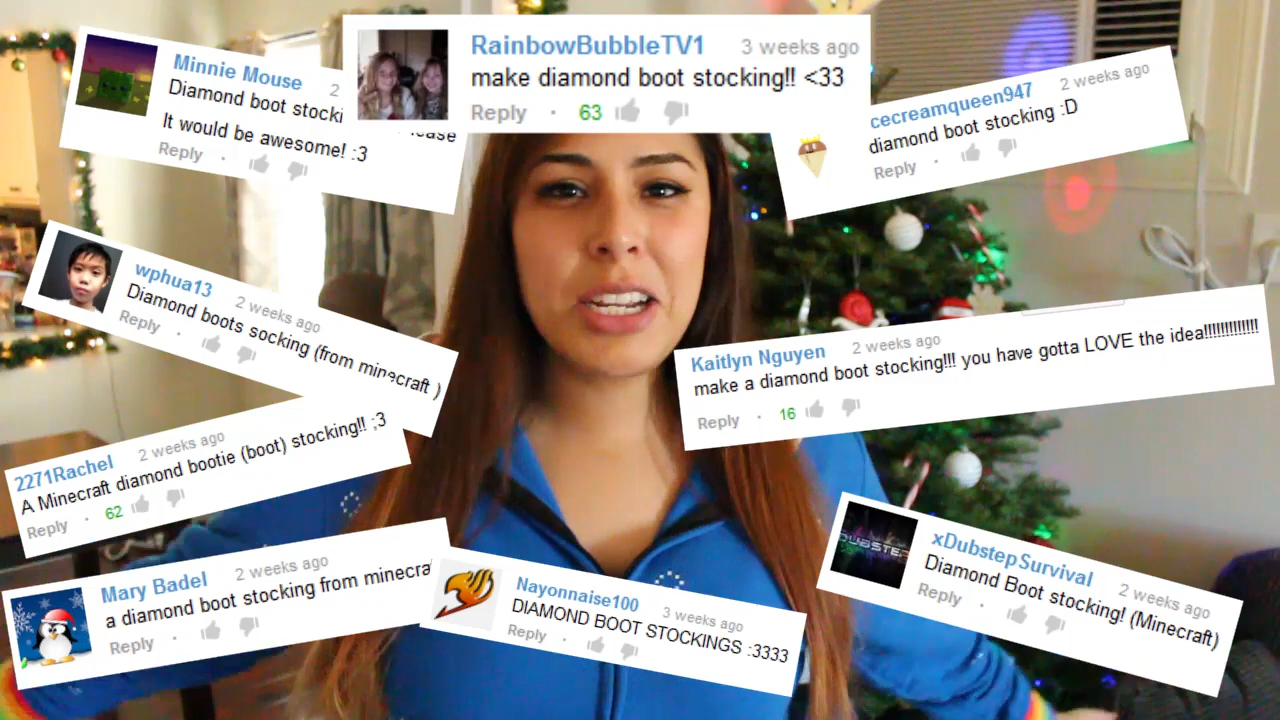 Minnie Mouse 2
Diamond boot stocki
It would be awesome! :3
Reply
RainbowBubbleTV1 3 weeks ago
make diamond boot stocking!! <33
Reply · 63
cecreamqueen947 2 weeks ago
diamond boot stocking :D
Reply ·
wphua13 2 weeks ago
Diamond boots socking (from minecraft )
Reply ·
Kaitlyn Nguyen 2 weeks ago
make a diamond boot stocking!!! you have gotta LOVE the idea!!!!!!!!!!!!!
Reply · 16
2271Rachel 2 weeks ago
A Minecraft diamond bootie (boot) stocking!! ;3
Reply · 62
Mary Badel 2 weeks ago
a diamond boot stocking from minecra
Reply ·
Nayonnaise100 3 weeks ago
DIAMOND BOOT STOCKINGS :3333
Reply ·
DUBSTEP
xDubstepSurvival 2 weeks ago
Diamond Boot stocking! (Minecraft)
Reply ·